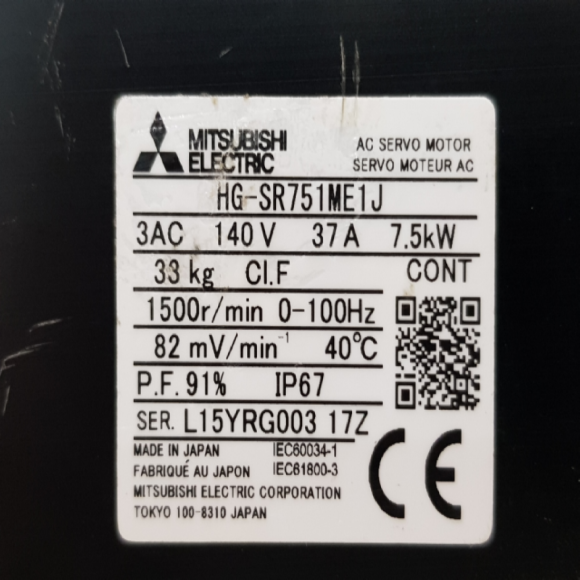 MITSUBISHI
ELECTRIC
AC SERVO MOTOR
SERVO MOTEUR AC
HG-SR751ME1J
3AC 140 V 37 A 7.5kW
33 kg CI.F CONT
1500r/min 0-100Hz
82 mV/min⁻¹ 40℃
P.F. 91% IP67
SER. L15YRG003 17Z
MADE IN JAPAN IEC60034-1
FABRIQUÉ AU JAPON IEC61800-3
MITSUBISHI ELECTRIC CORPORATION
TOKYO 100-8310 JAPAN
CE